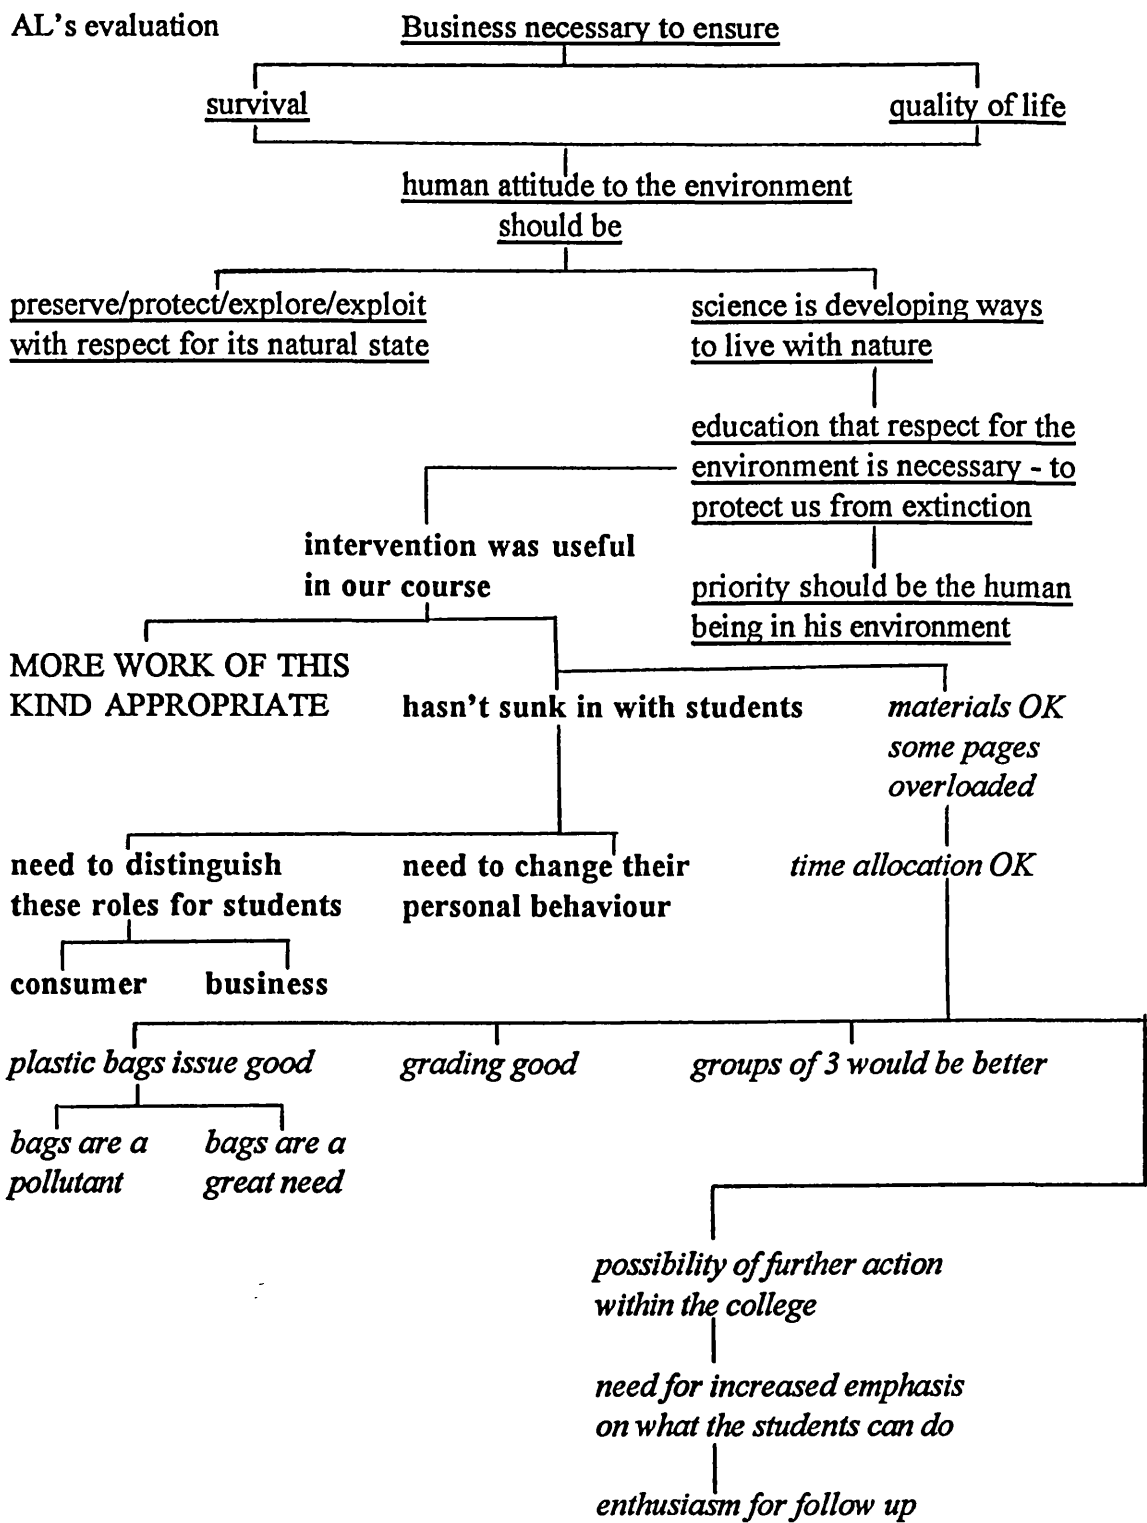 AL's evaluation
Business necessary to ensure
survival
quality of life
human attitude to the environment
should be
preserve/protect/explore/exploit
with respect for its natural state
science is developing ways
to live with nature
education that respect for the
environment is necessary - to
protect us from extinction
priority should be the human
being in his environment
intervention was useful
in our course
MORE WORK OF THIS
KIND APPROPRIATE
hasn't sunk in with students
materials OK
some pages
overloaded
need to distinguish
these roles for students
need to change their
personal behaviour
time allocation OK
consumer
business
plastic bags issue good
grading good
groups of 3 would be better
bags are a
pollutant
bags are a
great need
possibility of further action
within the college
need for increased emphasis
on what the students can do
enthusiasm for follow up